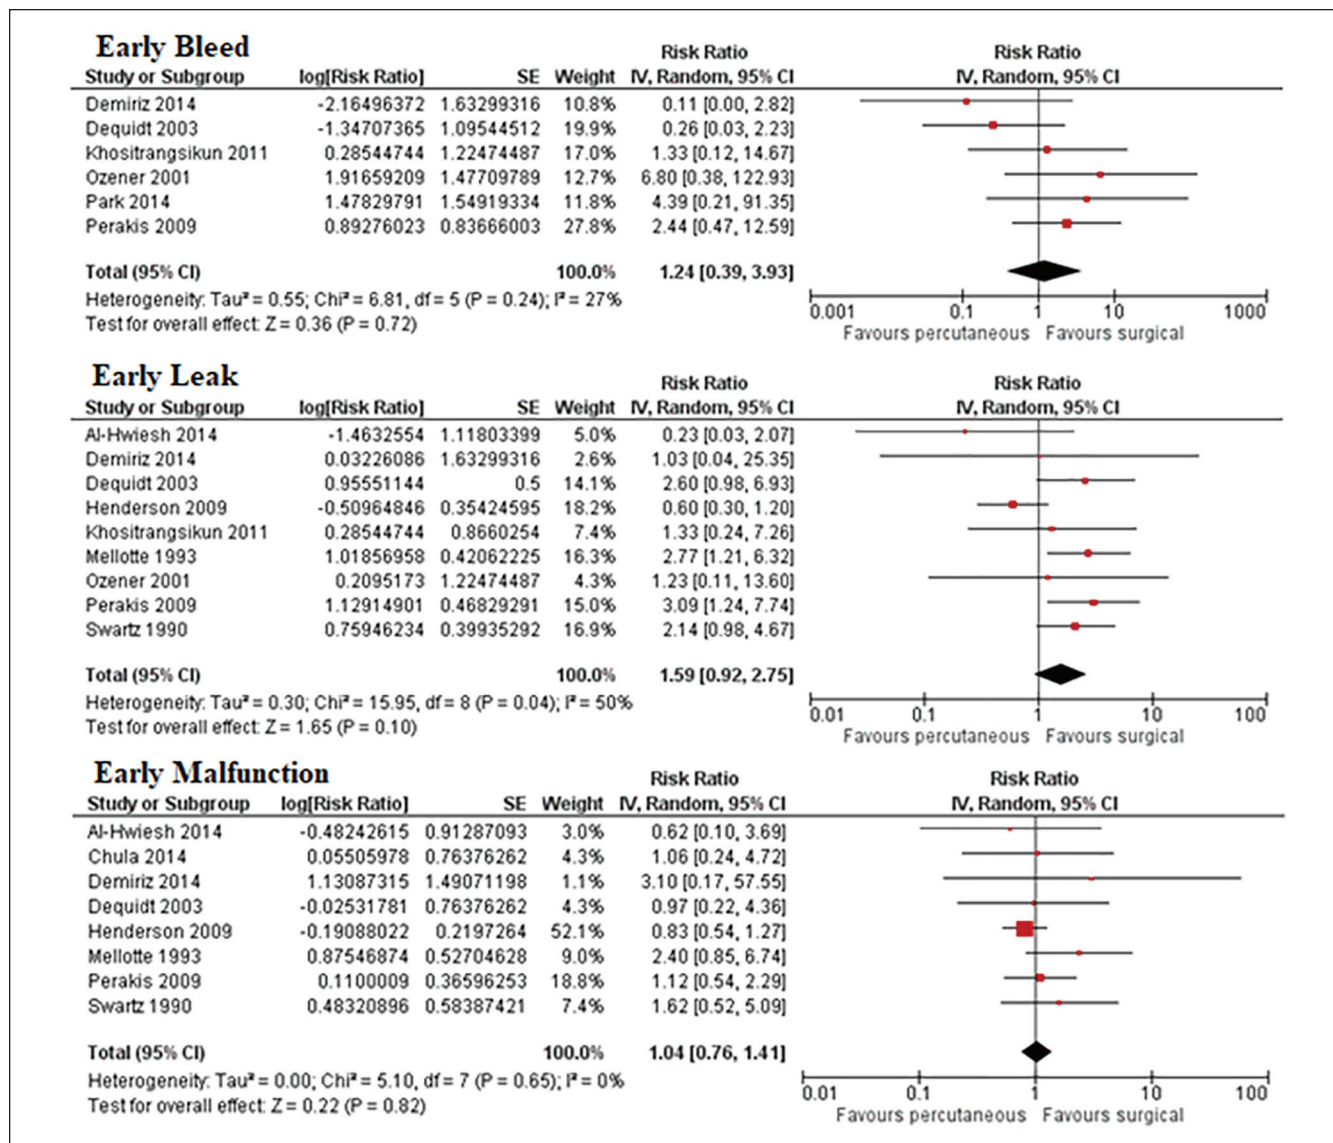 Early Bleed
Risk Ratio Risk Ratio
Study or Subgroup log[Risk Ratio] SE Weight IV, Random, 95% CI IV, Random, 95% CI
Demiriz 2014 -2.16496372 1.63299316 10.8% 0.11 [0.00, 2.82]
Dequidt 2003 -1.34707365 1.09544512 19.9% 0.26 [0.03, 2.23]
Khositrangsikun 2011 0.28544744 1.22474487 17.0% 1.33 [0.12, 14.67]
Ozener 2001 1.91659209 1.47709789 12.7% 6.80 [0.38, 122.93]
Park 2014 1.47829791 1.54919334 11.8% 4.39 [0.21, 91.35]
Perakis 2009 0.89276023 0.83666003 27.8% 2.44 [0.47, 12.59]
Total (95% CI) 100.0% 1.24 [0.39, 3.93]
Heterogeneity: Tau² = 0.55; Chi² = 6.81, df = 5 (P = 0.24); I² = 27%
Test for overall effect: Z = 0.36 (P = 0.72)
0.001 0.1 1 10 1000
Favours percutaneous Favours surgical
Early Leak
Risk Ratio Risk Ratio
Study or Subgroup log[Risk Ratio] SE Weight IV, Random, 95% CI IV, Random, 95% CI
Al-Hwiesh 2014 -1.4632554 1.11803399 5.0% 0.23 [0.03, 2.07]
Demiriz 2014 0.03226086 1.63299316 2.6% 1.03 [0.04, 25.35]
Dequidt 2003 0.95551144 0.5 14.1% 2.60 [0.98, 6.93]
Henderson 2009 -0.50964846 0.35424595 18.2% 0.60 [0.30, 1.20]
Khositrangsikun 2011 0.28544744 0.8660254 7.4% 1.33 [0.24, 7.26]
Mellotte 1993 1.01856958 0.42062225 16.3% 2.77 [1.21, 6.32]
Ozener 2001 0.2095173 1.22474487 4.3% 1.23 [0.11, 13.60]
Perakis 2009 1.12914901 0.46829291 15.0% 3.09 [1.24, 7.74]
Swartz 1990 0.75946234 0.39935292 16.9% 2.14 [0.98, 4.67]
Total (95% CI) 100.0% 1.59 [0.92, 2.75]
Heterogeneity: Tau² = 0.30; Chi² = 15.95, df = 8 (P = 0.04); I² = 50%
Test for overall effect: Z = 1.65 (P = 0.10)
0.01 0.1 1 10 100
Favours percutaneous Favours surgical
Early Malfunction
Risk Ratio Risk Ratio
Study or Subgroup log[Risk Ratio] SE Weight IV, Random, 95% CI IV, Random, 95% CI
Al-Hwiesh 2014 -0.48242615 0.91287093 3.0% 0.62 [0.10, 3.69]
Chula 2014 0.05505978 0.76376262 4.3% 1.06 [0.24, 4.72]
Demiriz 2014 1.13087315 1.49071198 1.1% 3.10 [0.17, 57.55]
Dequidt 2003 -0.02531781 0.76376262 4.3% 0.97 [0.22, 4.36]
Henderson 2009 -0.19088022 0.2197264 52.1% 0.83 [0.54, 1.27]
Mellotte 1993 0.87546874 0.52704628 9.0% 2.40 [0.85, 6.74]
Perakis 2009 0.1100009 0.36596253 18.8% 1.12 [0.54, 2.29]
Swartz 1990 0.48320896 0.58387421 7.4% 1.62 [0.52, 5.09]
Total (95% CI) 100.0% 1.04 [0.76, 1.41]
Heterogeneity: Tau² = 0.00; Chi² = 5.10, df = 7 (P = 0.65); I² = 0%
Test for overall effect: Z = 0.22 (P = 0.82)
0.01 0.1 1 10 100
Favours percutaneous Favours surgical